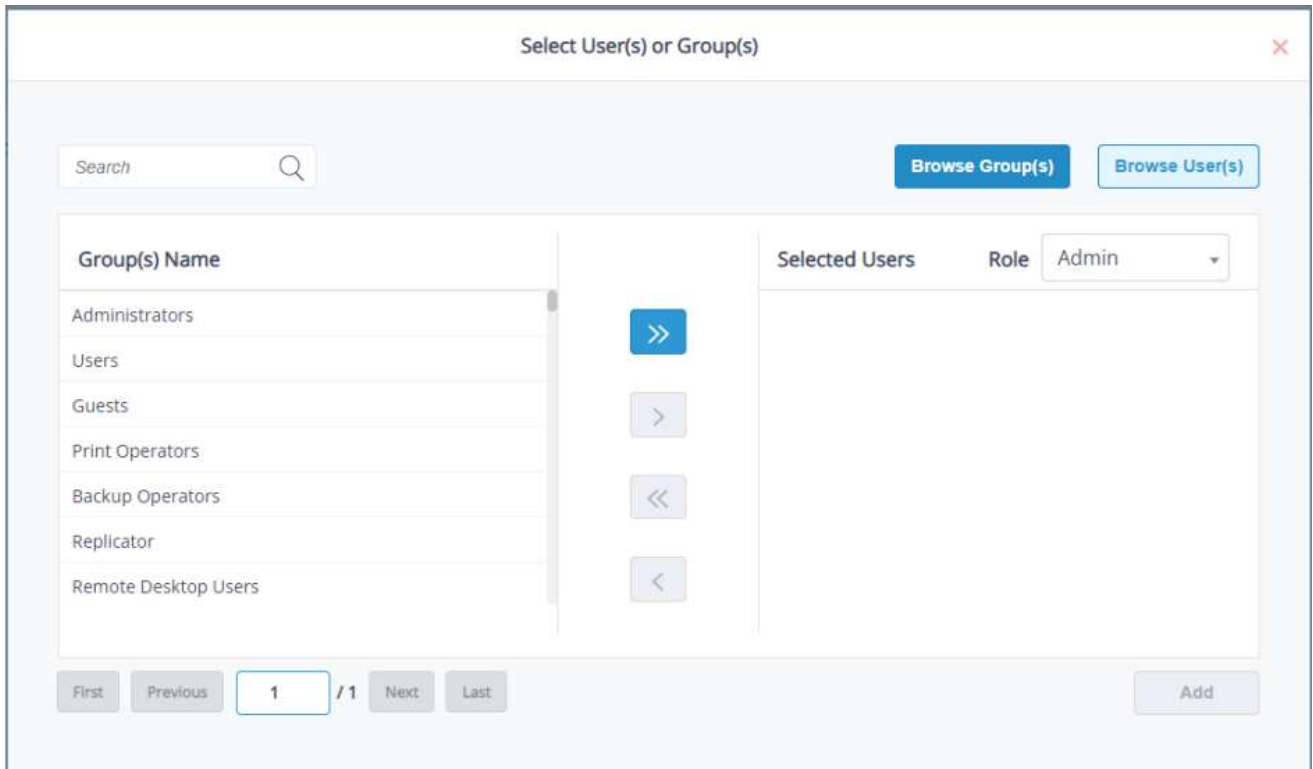 Select User(s) or Group(s)
Search
Browse Group(s)
Browse User(s)
Group(s) Name
Selected Users
Role
Admin
Administrators
Users
Guests
Print Operators
Backup Operators
Replicator
Remote Desktop Users
First
Previous
1
/ 1
Next
Last
Add